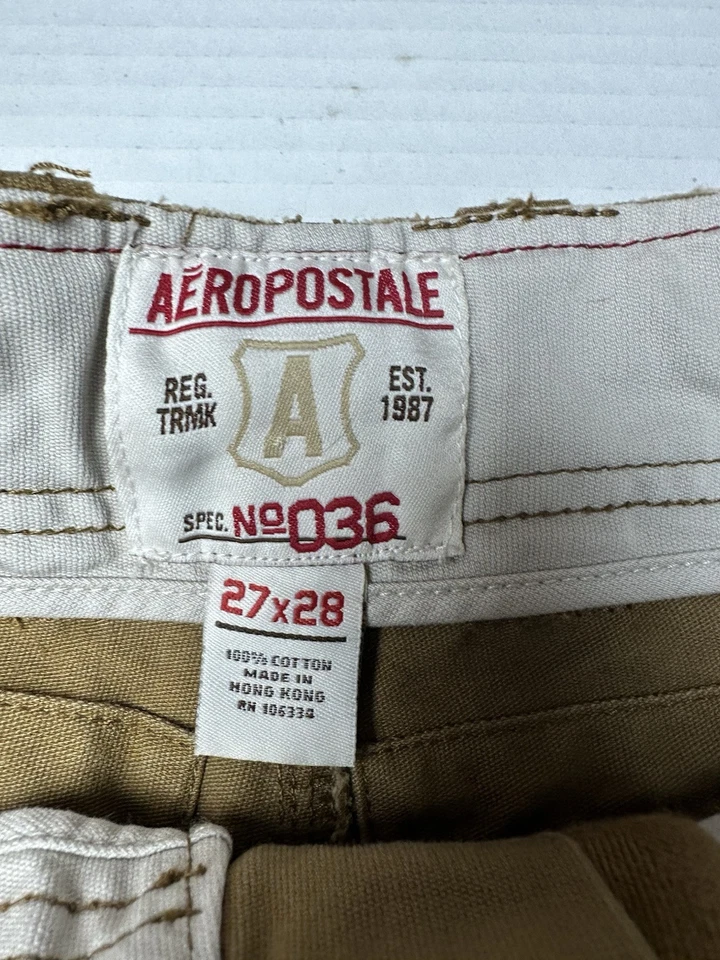 AÉROPOSTALE
REG. TRMK
A
EST. 1987
SPEC. Nº036
27x28
100% COTTON
MADE IN
HONG KONG
RN 106334